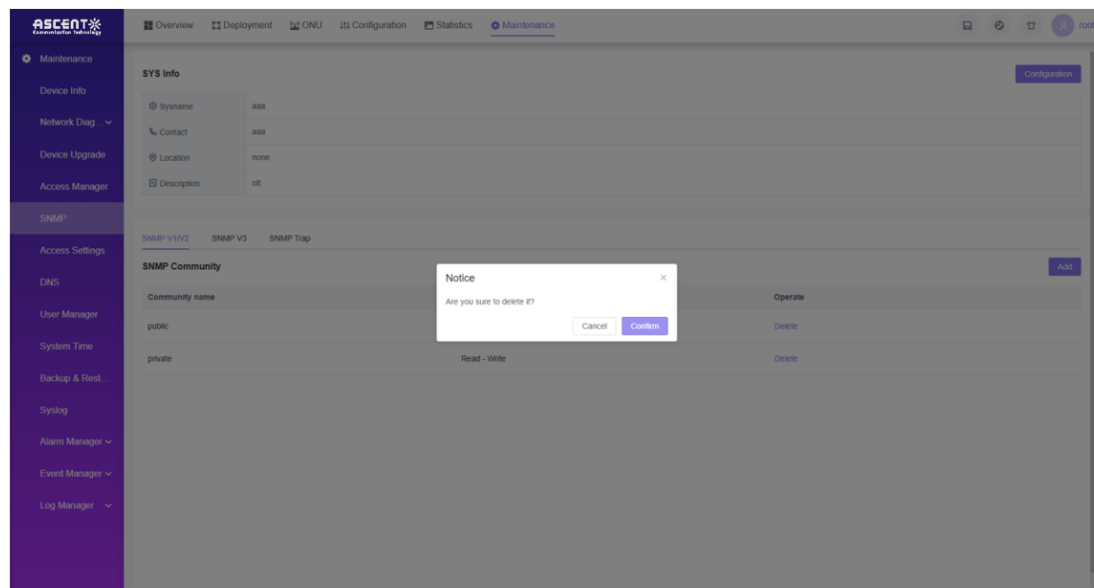 ASCENT
Communication Technology
Overview Deployment ONU Configuration Statistics Maintenance
root
Maintenance
Device Info
Network Diag...
Device Upgrade
Access Manager
SNMP
Access Settings
DNS
User Manager
System Time
Backup & Rest...
Syslog
Alarm Manager
Event Manager
Log Manager
SYS Info
Configuration
Sysname aaa
Contact aaa
Location none
Description olt
SNMP V1/V2 SNMP V3 SNMP Trap
SNMP Community
Add
Community name Operate
public Delete
private Read - Write Delete
Notice
Are you sure to delete it?
Cancel Confirm